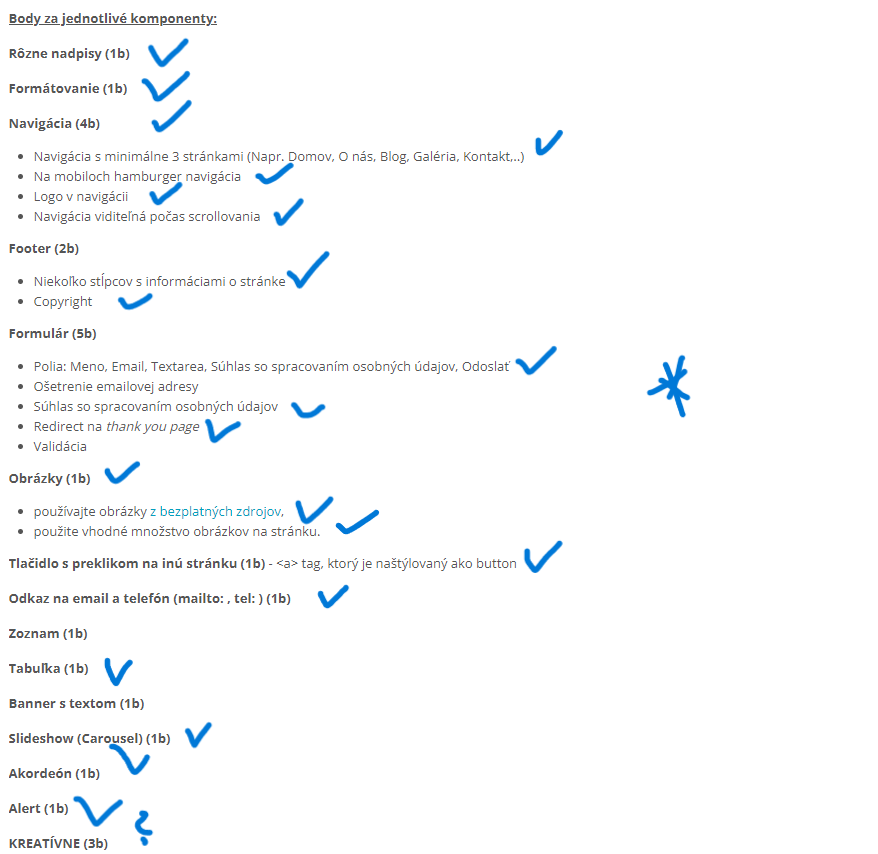 Body za jednotlivé komponenty:
Rôzne nadpisy (1b)
Formátovanie (1b)
Navigácia (4b)
Navigácia s minimálne 3 stránkami (Napr. Domov, O nás, Blog, Galéria, Kontakt,..)
Na mobiloch hamburger navigácia
Logo v navigácii
Navigácia viditeľná počas scrollovania
Footer (2b)
Niekoľko stĺpcov s informáciami o stránke
Copyright
Formulár (5b)
Polia: Meno, Email, Textarea, Súhlas so spracovaním osobných údajov, Odoslať
Ošetrenie emailovej adresy
Súhlas so spracovaním osobných údajov
Redirect na thank you page
Validácia
Obrázky (1b)
používajte obrázky z bezplatných zdrojov,
použite vhodné množstvo obrázkov na stránku.
Tlačidlo s preklikom na inú stránku (1b) - <a> tag, ktorý je naštýlovaný ako button
Odkaz na email a telefón (mailto: , tel: ) (1b)
Zoznam (1b)
Tabuľka (1b)
Banner s textom (1b)
Slideshow (Carousel) (1b)
Akordeón (1b)
Alert (1b)
?
KREATÍVNE (3b)